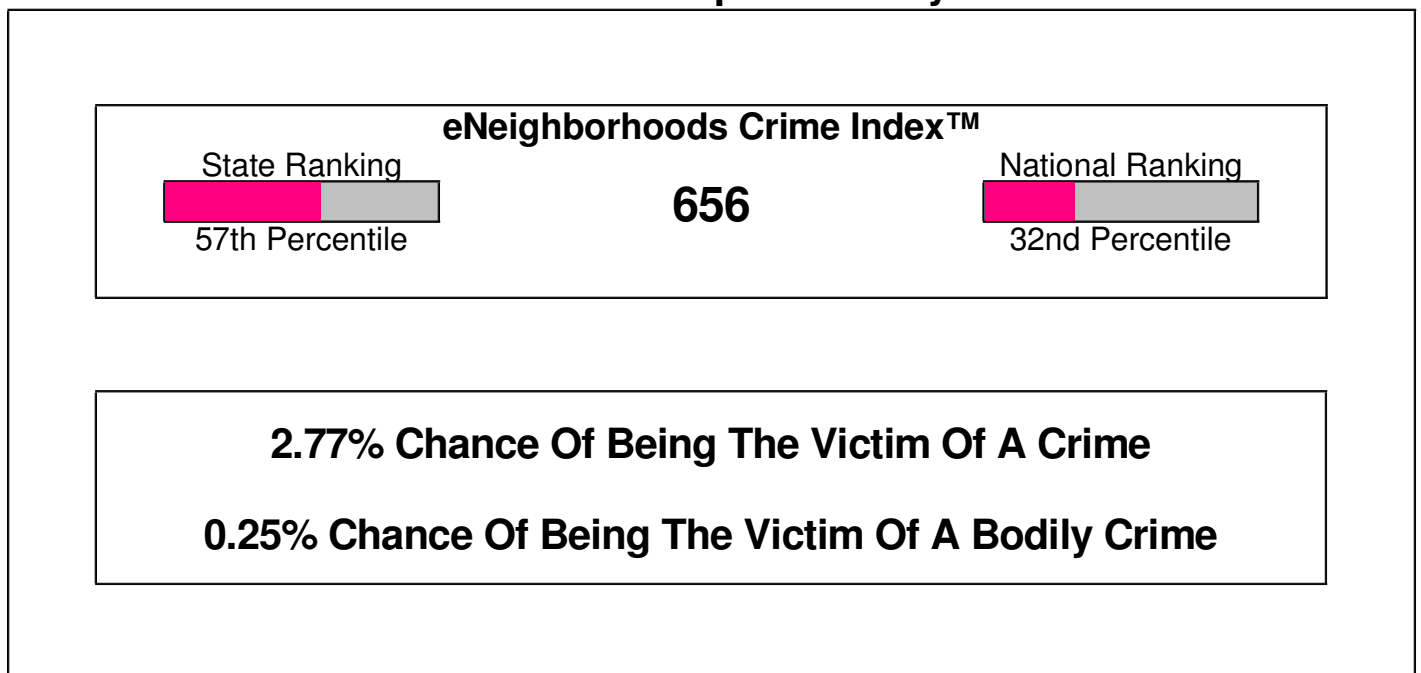 eNeighborhoods Crime Index™
State Ranking
656
National Ranking
57th Percentile
32nd Percentile
2.77% Chance Of Being The Victim Of A Crime
0.25% Chance Of Being The Victim Of A Bodily Crime